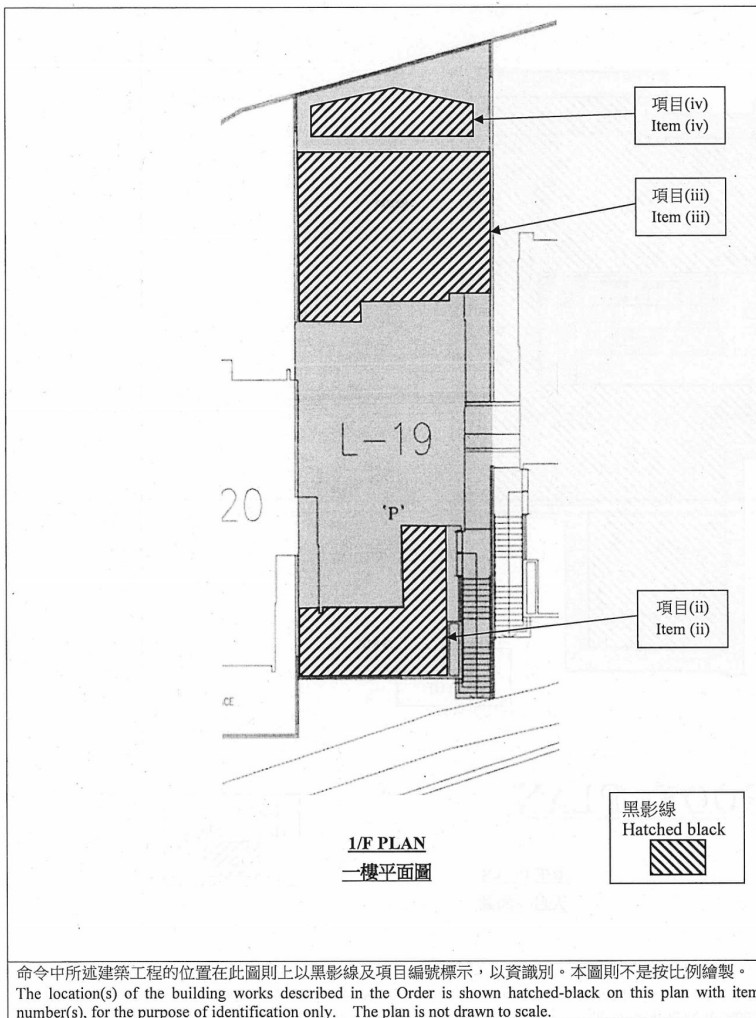 項目(iv)
Item (iv)
項目(iii)
Item (iii)
L-19
20
'P'
項目(ii)
Item (ii)
CE
1/F PLAN
一樓平面圖
黑影線
Hatched black
命令中所述建築工程的位置在此圖則上以黑影線及項目編號標示，以資識別。本圖則不是按比例繪製。
The location(s) of the building works described in the Order is shown hatched-black on this plan with item
number(s), for the purpose of identification only. The plan is not drawn to scale.